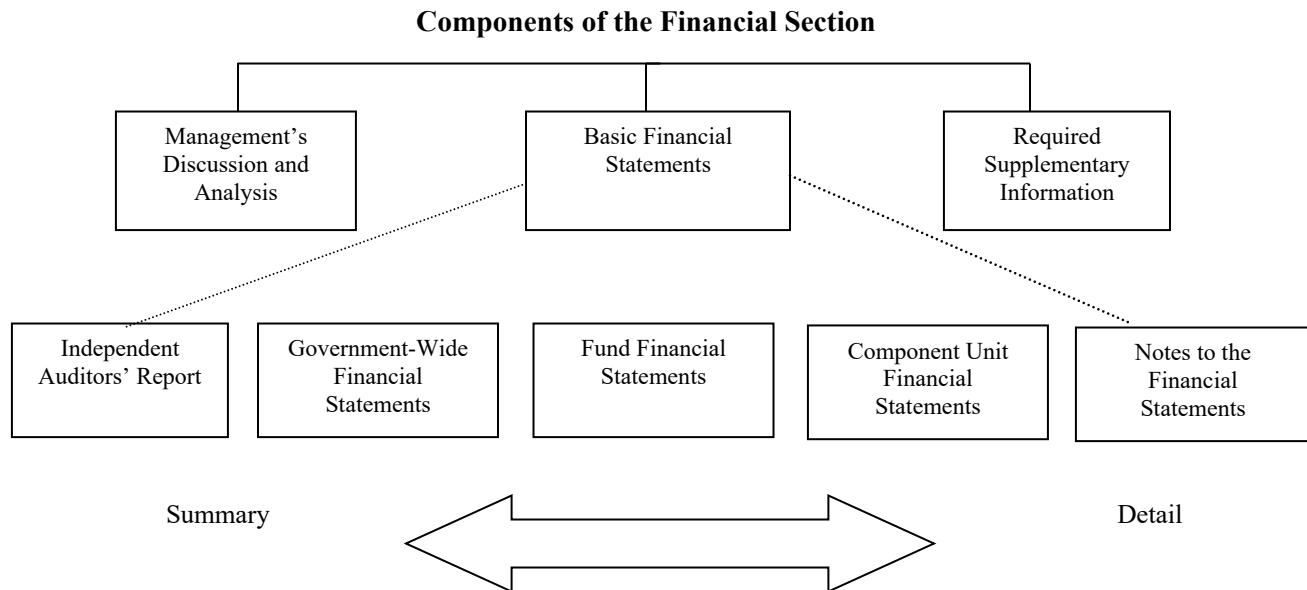 Components of the Financial Section
Management’s
Discussion and
Analysis
Basic Financial
Statements
Required
Supplementary
Information
Independent
Auditors’ Report
Government-Wide
Financial
Statements
Fund Financial
Statements
Component Unit
Financial
Statements
Notes to the
Financial
Statements
Summary
Detail